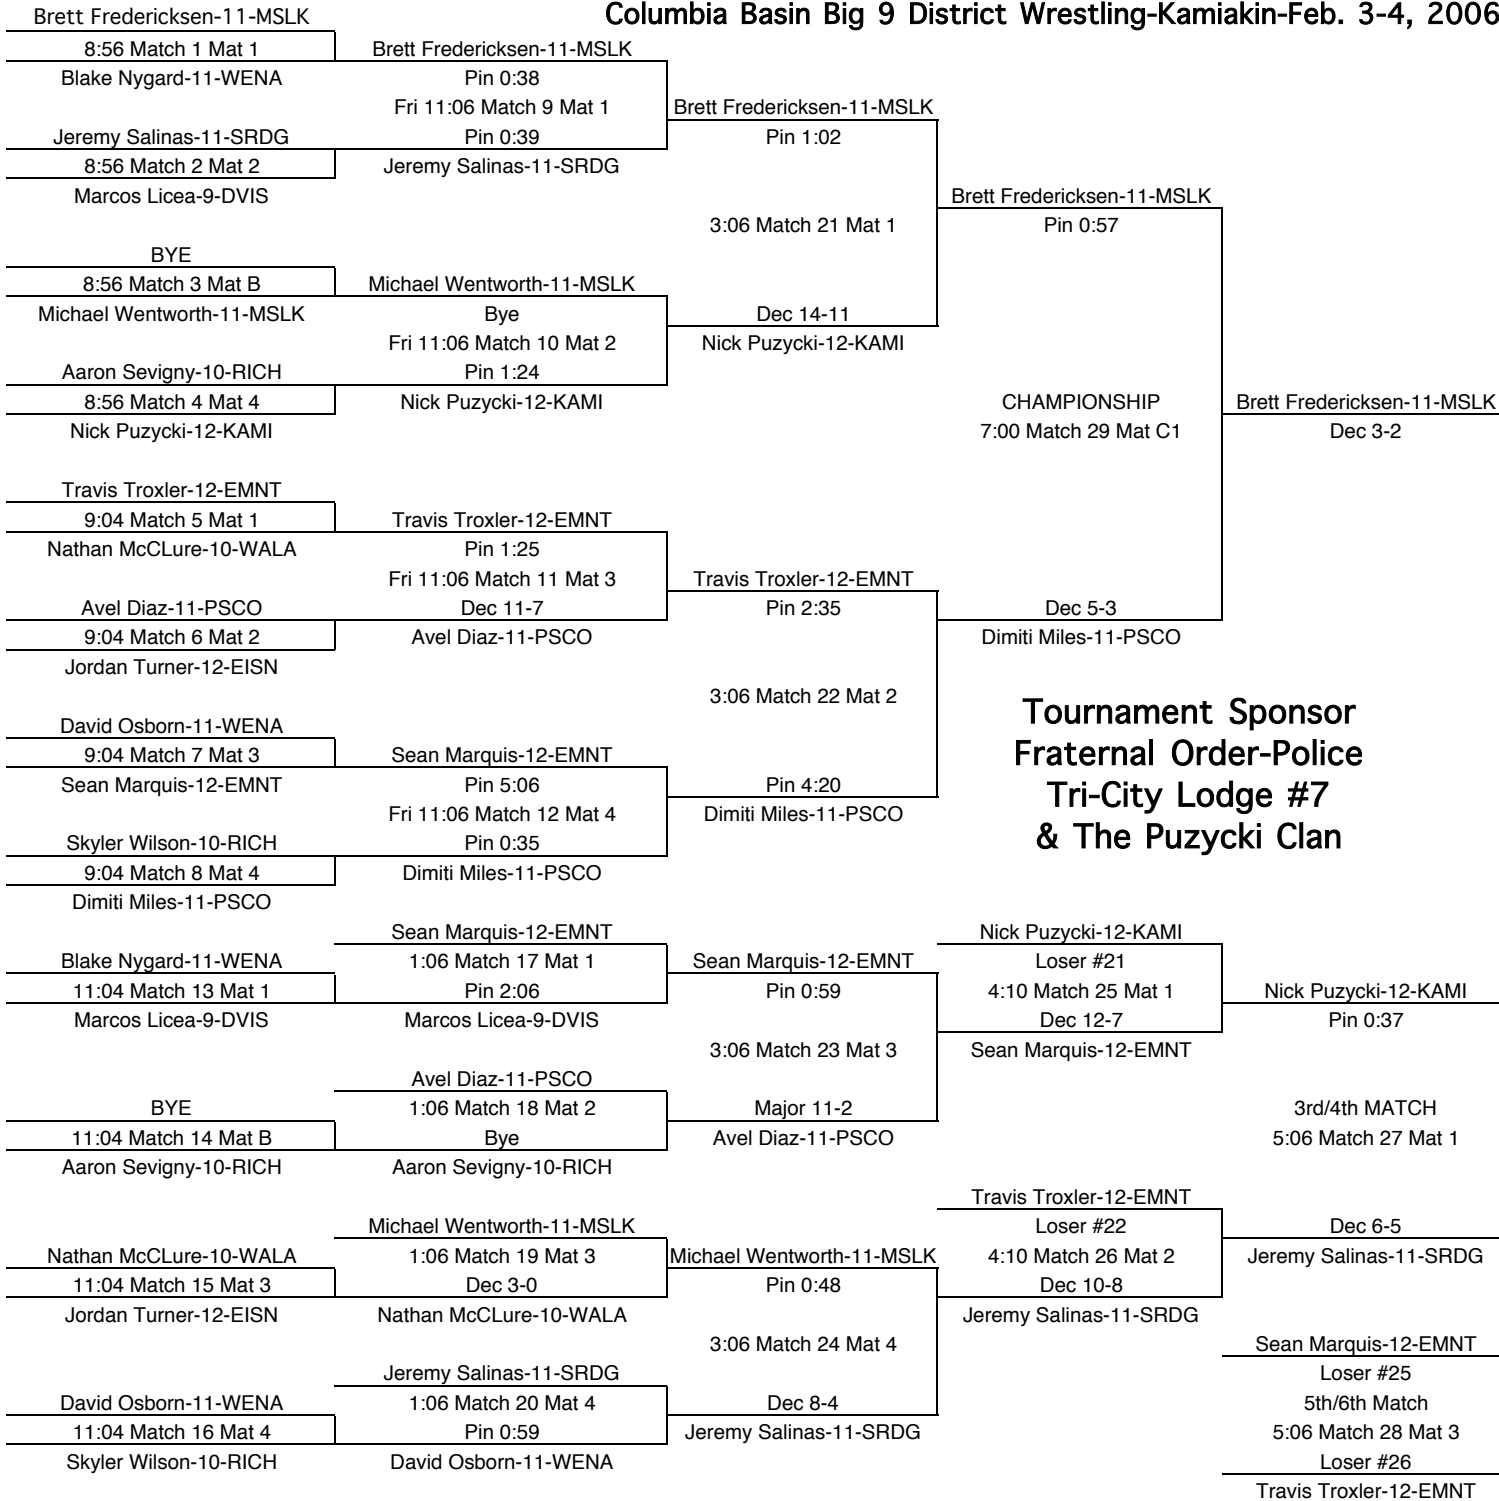 Columbia Basin Big 9 District Wrestling-Kamiakin-Feb. 3-4, 2006
Brett Fredericksen-11-MSLK
8:56 Match 1 Mat 1
Blake Nygard-11-WENA
Jeremy Salinas-11-SRDG
8:56 Match 2 Mat 2
Marcos Licea-9-DVIS
BYE
8:56 Match 3 Mat B
Michael Wentworth-11-MSLK
Aaron Sevigny-10-RICH
8:56 Match 4 Mat 4
Nick Puzycki-12-KAMI
Travis Troxler-12-EMNT
9:04 Match 5 Mat 1
Nathan McCLure-10-WALA
Avel Diaz-11-PSCO
9:04 Match 6 Mat 2
Jordan Turner-12-EISN
David Osborn-11-WENA
9:04 Match 7 Mat 3
Sean Marquis-12-EMNT
Skyler Wilson-10-RICH
9:04 Match 8 Mat 4
Dimiti Miles-11-PSCO
Brett Fredericksen-11-MSLK
Pin 0:38
Fri 11:06 Match 9 Mat 1
Pin 0:39
Jeremy Salinas-11-SRDG
Michael Wentworth-11-MSLK
Bye
Fri 11:06 Match 10 Mat 2
Pin 1:24
Nick Puzycki-12-KAMI
Travis Troxler-12-EMNT
Pin 1:25
Fri 11:06 Match 11 Mat 3
Dec 11-7
Avel Diaz-11-PSCO
Sean Marquis-12-EMNT
Pin 5:06
Fri 11:06 Match 12 Mat 4
Pin 0:35
Dimiti Miles-11-PSCO
Brett Fredericksen-11-MSLK
Pin 1:02
3:06 Match 21 Mat 1
Dec 14-11
Nick Puzycki-12-KAMI
Travis Troxler-12-EMNT
Pin 2:35
3:06 Match 22 Mat 2
Pin 4:20
Dimiti Miles-11-PSCO
Brett Fredericksen-11-MSLK
Pin 0:57
CHAMPIONSHIP
7:00 Match 29 Mat C1
Dec 5-3
Dimiti Miles-11-PSCO
Brett Fredericksen-11-MSLK
Dec 3-2
Tournament Sponsor
Fraternal Order-Police
Tri-City Lodge #7
& The Puzycki Clan
Blake Nygard-11-WENA
11:04 Match 13 Mat 1
Marcos Licea-9-DVIS
BYE
11:04 Match 14 Mat B
Aaron Sevigny-10-RICH
Nathan McCLure-10-WALA
11:04 Match 15 Mat 3
Jordan Turner-12-EISN
David Osborn-11-WENA
11:04 Match 16 Mat 4
Skyler Wilson-10-RICH
Sean Marquis-12-EMNT
1:06 Match 17 Mat 1
Pin 2:06
Marcos Licea-9-DVIS
Avel Diaz-11-PSCO
1:06 Match 18 Mat 2
Bye
Aaron Sevigny-10-RICH
Michael Wentworth-11-MSLK
1:06 Match 19 Mat 3
Dec 3-0
Nathan McCLure-10-WALA
Jeremy Salinas-11-SRDG
1:06 Match 20 Mat 4
Pin 0:59
David Osborn-11-WENA
Sean Marquis-12-EMNT
Pin 0:59
3:06 Match 23 Mat 3
Major 11-2
Avel Diaz-11-PSCO
Michael Wentworth-11-MSLK
Pin 0:48
3:06 Match 24 Mat 4
Dec 8-4
Jeremy Salinas-11-SRDG
Nick Puzycki-12-KAMI
Loser #21
4:10 Match 25 Mat 1
Dec 12-7
Sean Marquis-12-EMNT
Travis Troxler-12-EMNT
Loser #22
4:10 Match 26 Mat 2
Dec 10-8
Jeremy Salinas-11-SRDG
Nick Puzycki-12-KAMI
Pin 0:37
3rd/4th MATCH
5:06 Match 27 Mat 1
Dec 6-5
Jeremy Salinas-11-SRDG
Sean Marquis-12-EMNT
Loser #25
5th/6th Match
5:06 Match 28 Mat 3
Loser #26
Travis Troxler-12-EMNT